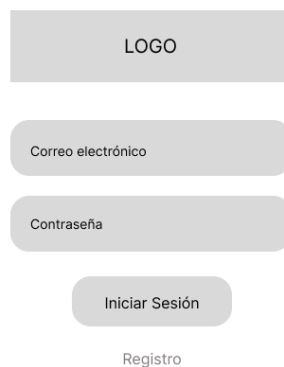 LOGO
Correo electrónico
Contraseña
Iniciar Sesión
Registro